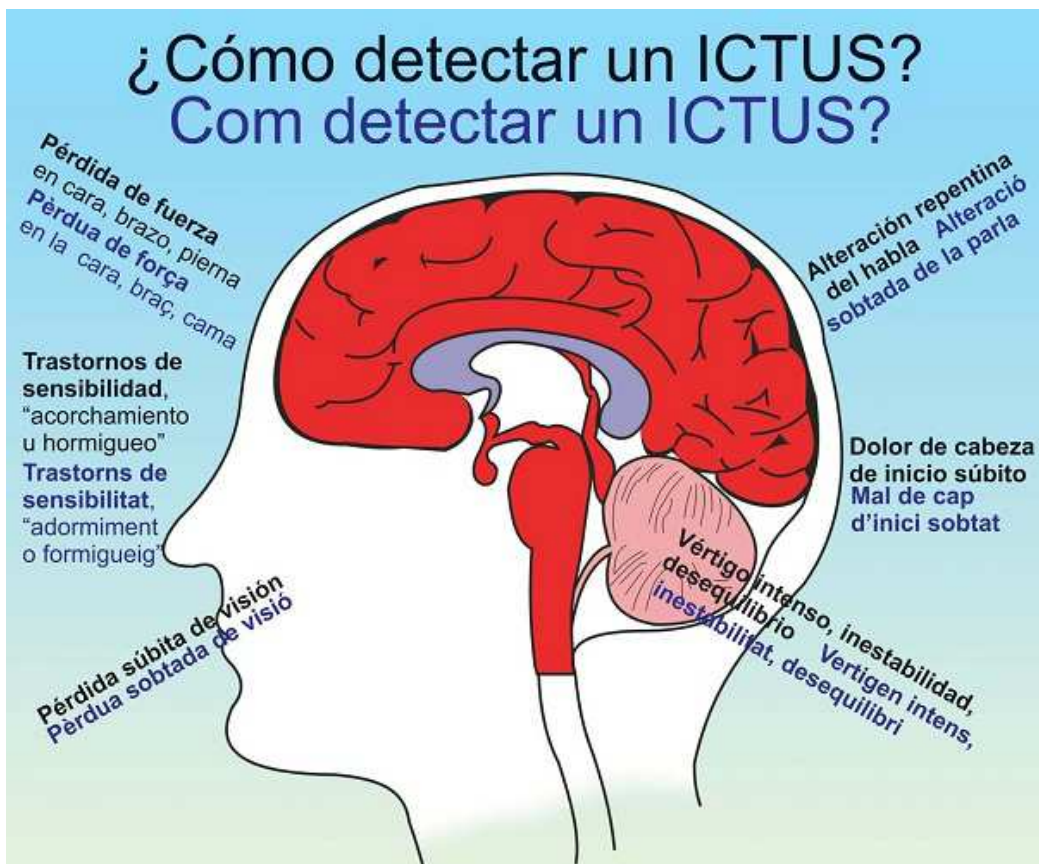 ¿Cómo detectar un ICTUS?
Com detectar un ICTUS?
Pérdida de fuerza
en cara, brazo, pierna
Pèrdua de força
en la cara, braç, cama
Trastornos de
sensibilidad,
“acorchamiento
u hormigueo”
Trastorns de
sensibilitat,
“adormiment
o formigueig”
Pérdida súbita de visión
Pèrdua sobtada de visió
Alteración repentina
del habla Alteració
sobtada de la parla
Dolor de cabeza
de inicio súbito
Mal de cap
d’inici sobtat
Vértigo intenso, inestabilidad,
desequilibrio Vertigen intens,
inestabilitat, desequilibri